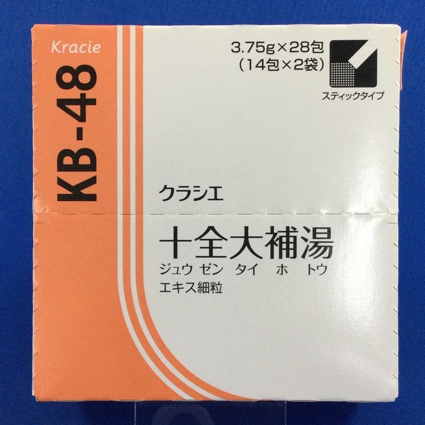 Kracie
KB-48
3.75g×28包
(14包×2袋)
スティックタイプ
クラシエ
十全大補湯
ジュウ ゼン タイ ホ トウ
エキス細粒